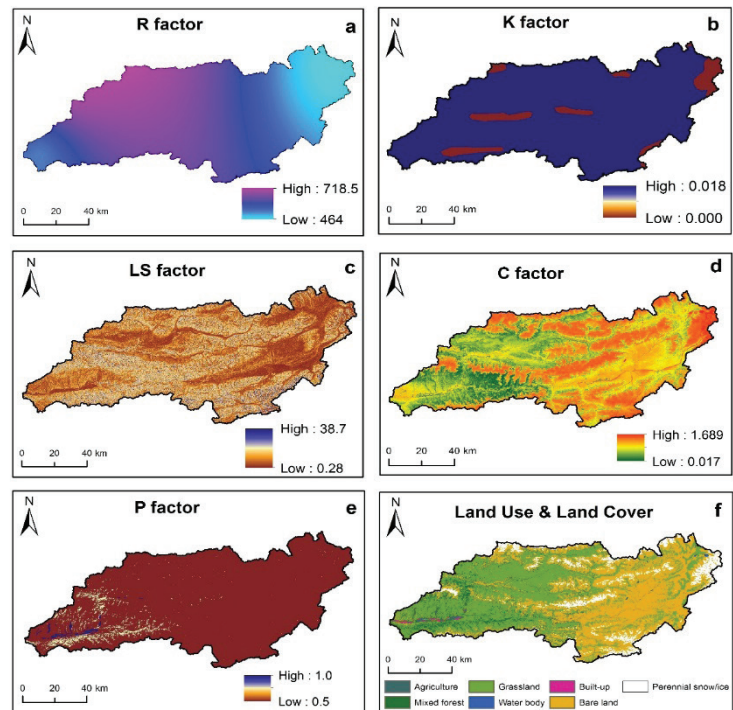 N
R factor
a
High : 718.5
Low : 464
0 20 40 km
N
K factor
b
High : 0.018
Low : 0.000
0 20 40 km
N
LS factor
c
High : 38.7
Low : 0.28
0 20 40 km
N
C factor
d
High : 1.689
Low : 0.017
0 20 40 km
N
P factor
e
High : 1.0
Low : 0.5
0 20 40 km
N
Land Use & Land Cover
f
0 20 40 km
Agriculture Grassland Built-up Perennial snow/ice
Mixed forest Water body Bare land